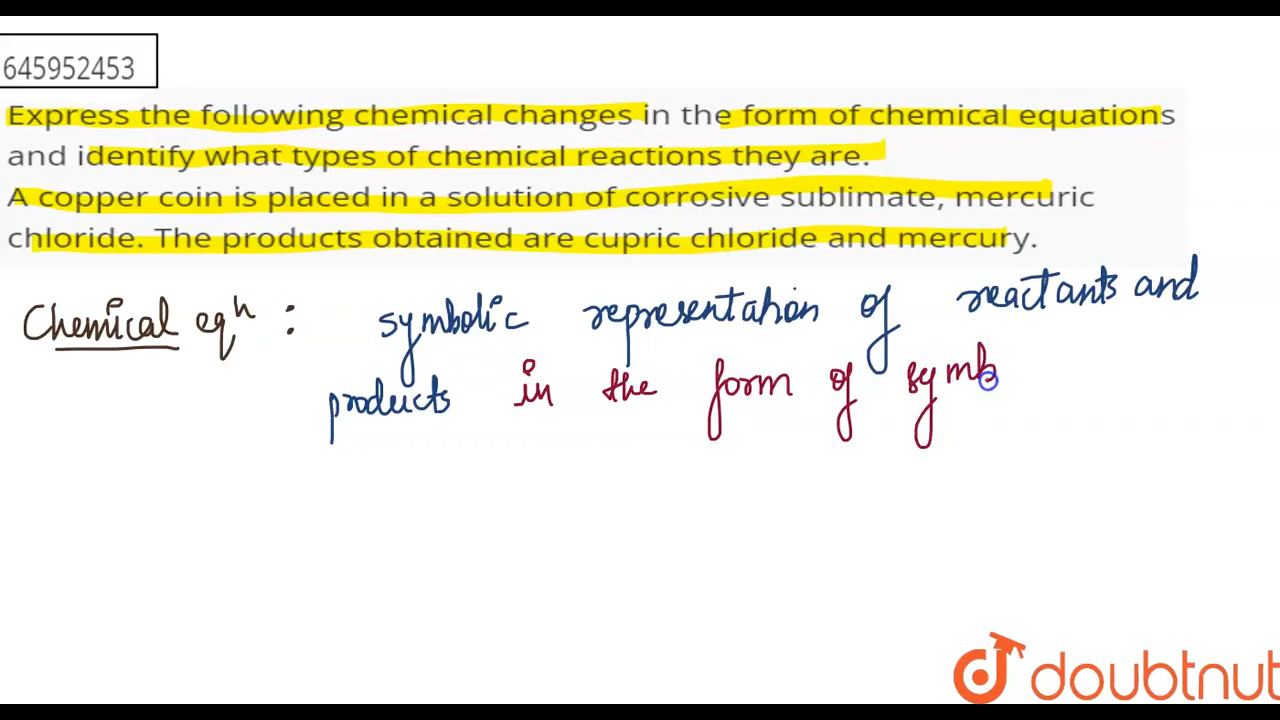 645952453
Express the following chemical changes in the form of chemical equations
and identify what types of chemical reactions they are.
A copper coin is placed in a solution of corrosive sublimate, mercuric
chloride. The products obtained are cupric chloride and mercury.
Chemical eqⁿ : symbolic representation of reactants and
products in the form of symb
doubtnut